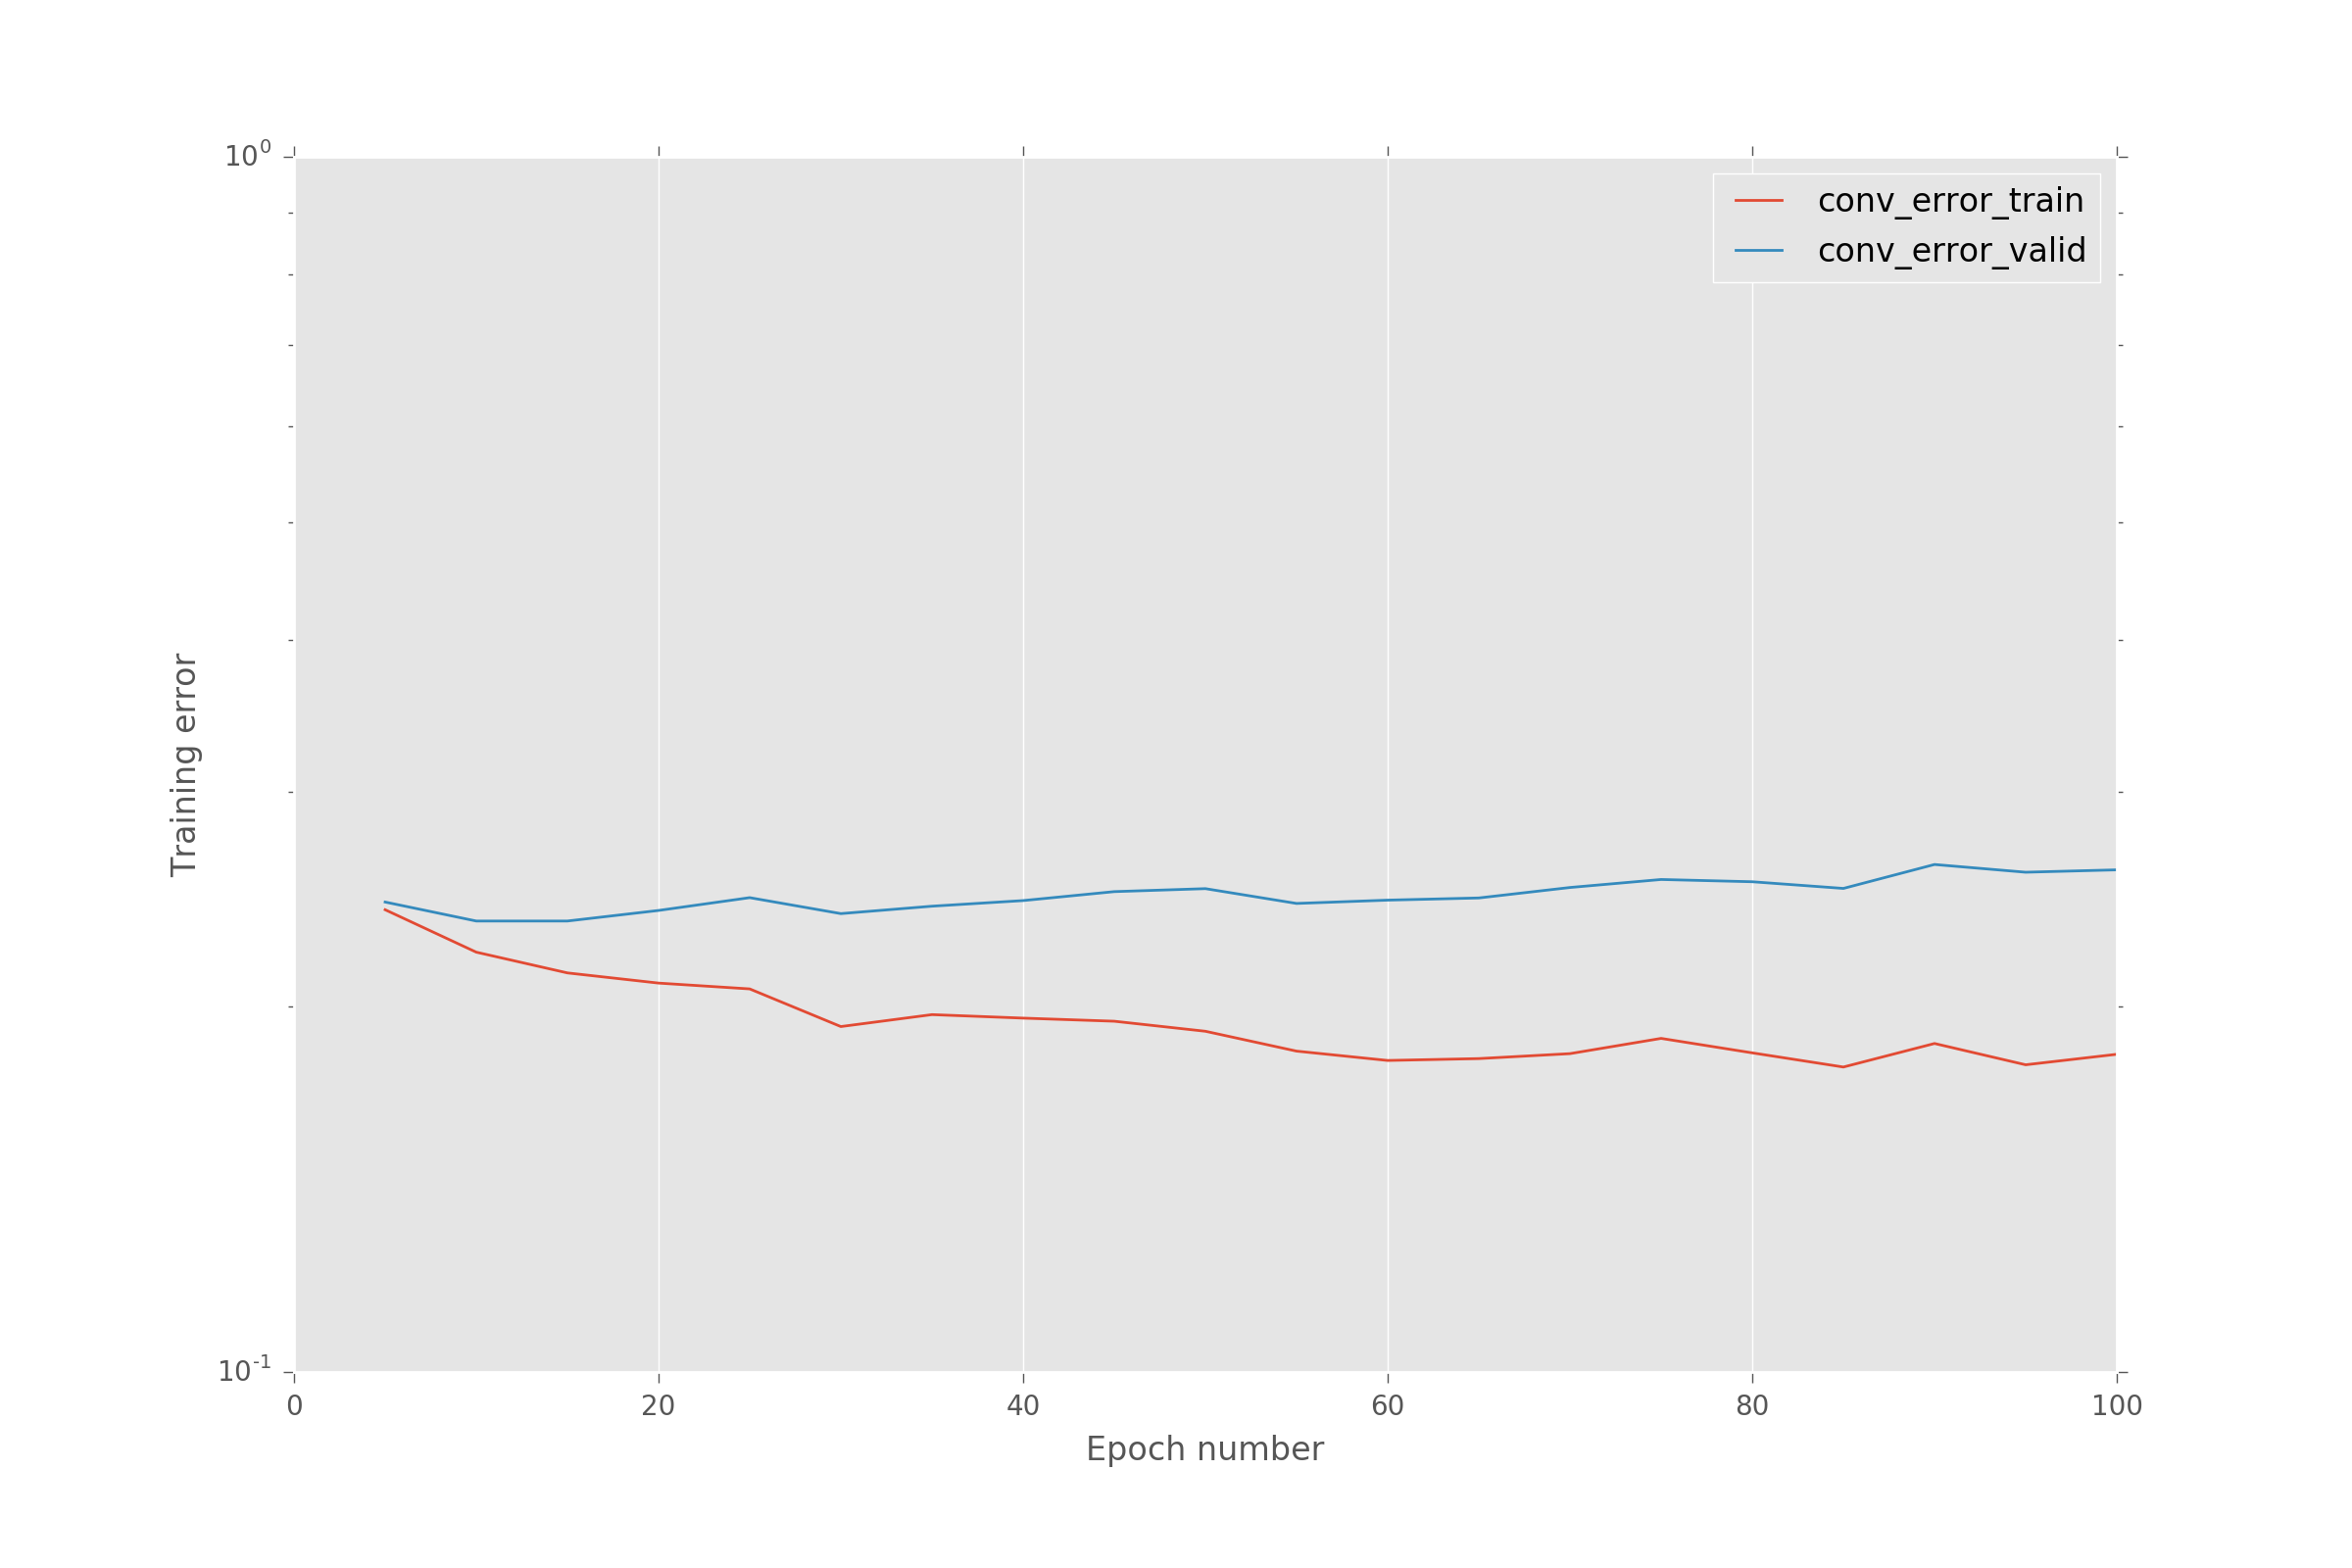 10^0
conv_error_train
conv_error_valid
Training error
10^-1
0 20 40 60 80 100
Epoch number